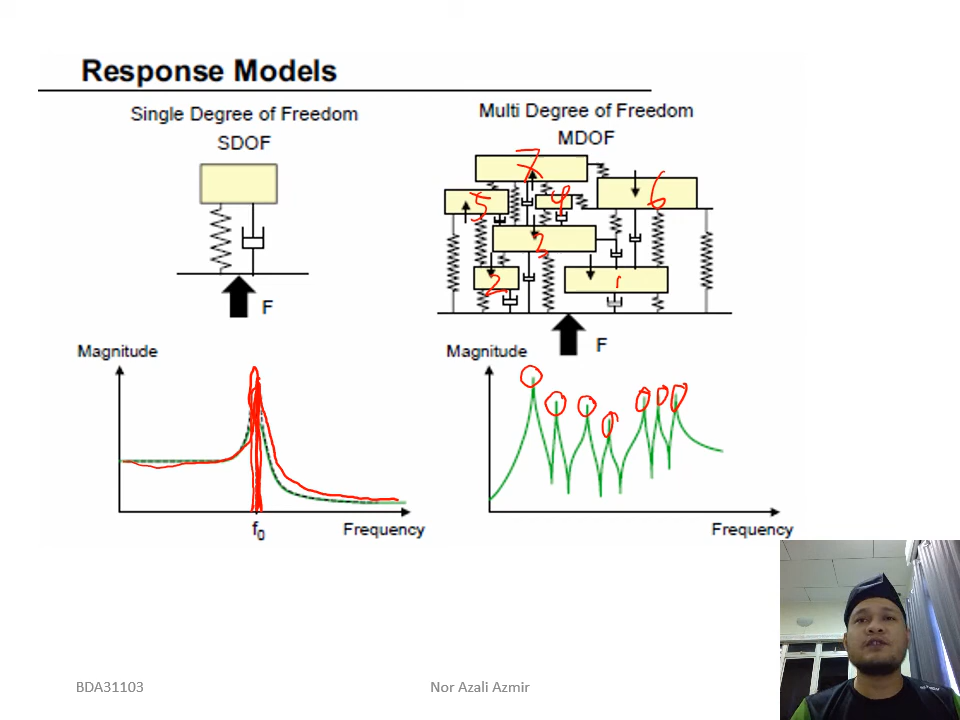 Response Models
Single Degree of Freedom
SDOF
Multi Degree of Freedom
MDOF
7
5
4
6
3
2
1
F
F
Magnitude
f0
Frequency
Magnitude
Frequency
BDA31103
Nor Azali Azmir